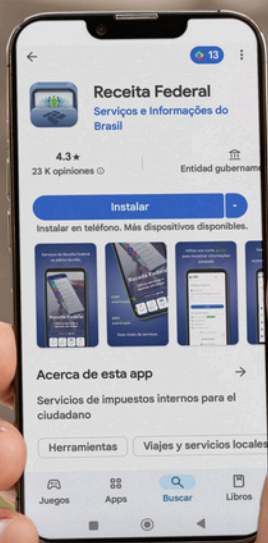 13
Receita Federal
Serviços e Informações do
Brasil
4.3★
23 K opiniones
Entidad gubername
Instalar
Instalar en teléfono. Más dispositivos disponibles.
Receita Federal
Acerca de esta app
Servicios de impuestos internos para el
ciudadano
Herramientas
Viajes y servicios locales
Juegos
Apps
Buscar
Libros